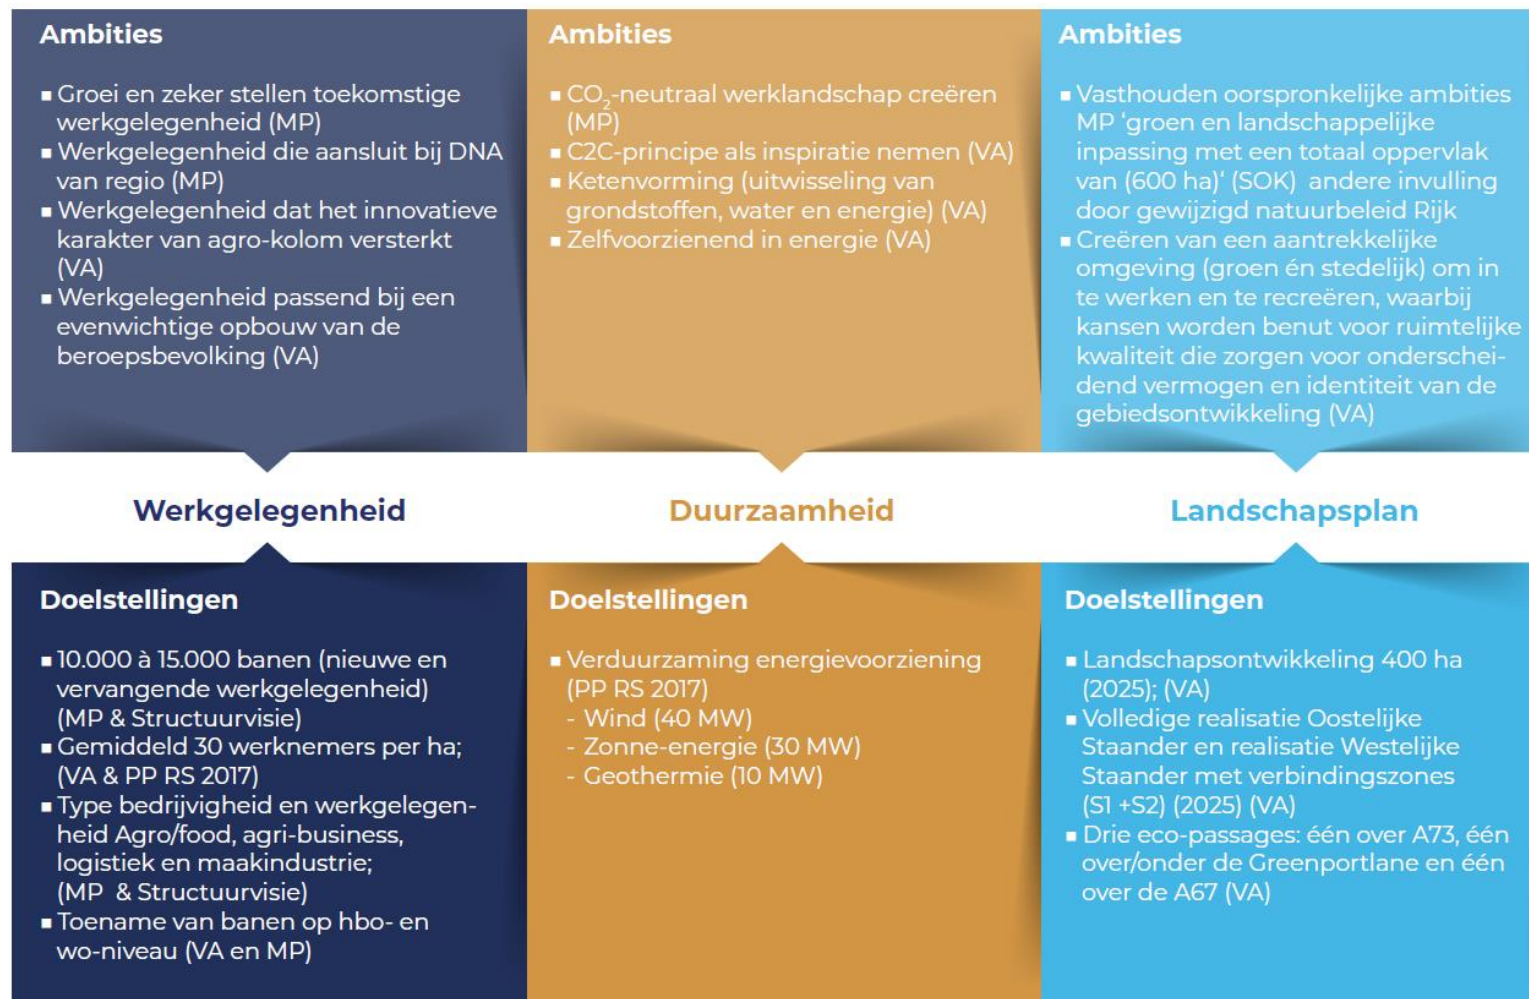 Ambities
▪ Groei en zeker stellen toekomstige
werkgelegenheid (MP)
▪ Werkgelegenheid die aansluit bij DNA
van regio (MP)
▪ Werkgelegenheid dat het innovatieve
karakter van agro-kolom versterkt
(VA)
▪ Werkgelegenheid passend bij een
evenwichtige opbouw van de
beroepsbevolking (VA)
Ambities
▪ CO₂-neutraal werklandschap creëren
(MP)
▪ C2C-principe als inspiratie nemen (VA)
▪ Ketenvorming (uitwisseling van
grondstoffen, water en energie) (VA)
▪ Zelfvoorzienend in energie (VA)
Ambities
▪ Vasthouden oorspronkelijke ambities
MP ‘groen en landschappelijke
inpassing met een totaal oppervlak
van (600 ha)‘ (SOK) andere invulling
door gewijzigd natuurbeleid Rijk
▪ Creëren van een aantrekkelijke
omgeving (groen én stedelijk) om in
te werken en te recreëren, waarbij
kansen worden benut voor ruimtelijke
kwaliteit die zorgen voor onderschei-
dend vermogen en identiteit van de
gebiedsontwikkeling (VA)
Werkgelegenheid
Duurzaamheid
Landschapsplan
Doelstellingen
▪ 10.000 à 15.000 banen (nieuwe en
vervangende werkgelegenheid)
(MP & Structuurvisie)
▪ Gemiddeld 30 werknemers per ha;
(VA & PP RS 2017)
▪ Type bedrijvigheid en werkgelegen-
heid Agro/food, agri-business,
logistiek en maakindustrie;
(MP & Structuurvisie)
▪ Toename van banen op hbo- en
wo-niveau (VA en MP)
Doelstellingen
▪ Verduurzaming energievoorziening
(PP RS 2017)
- Wind (40 MW)
- Zonne-energie (30 MW)
- Geothermie (10 MW)
Doelstellingen
▪ Landschapsontwikkeling 400 ha
(2025); (VA)
▪ Volledige realisatie Oostelijke
Staander en realisatie Westelijke
Staander met verbindingszones
(S1 +S2) (2025) (VA)
▪ Drie eco-passages: één over A73, één
over/onder de Greenportlane en één
over de A67 (VA)